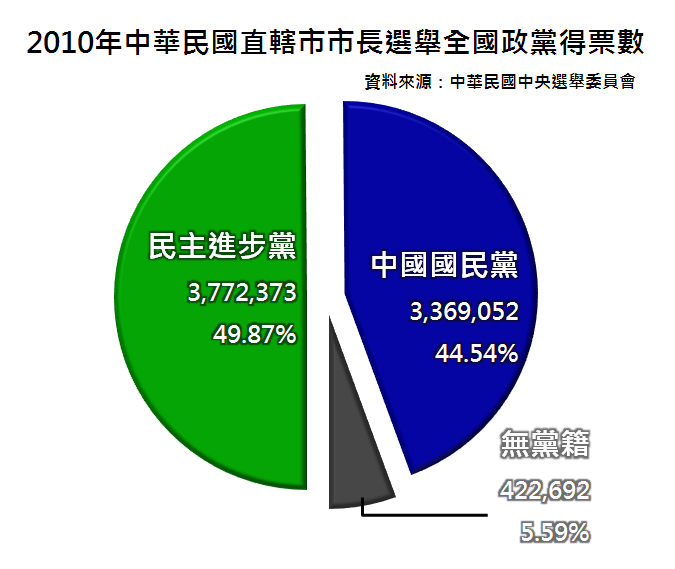 2010年中華民國直轄市市長選舉全國政黨得票數
資料來源：中華民國中央選舉委員會
民主進步黨
3,772,373
49.87%
中國國民黨
3,369,052
44.54%
無黨籍
422,692
5.59%